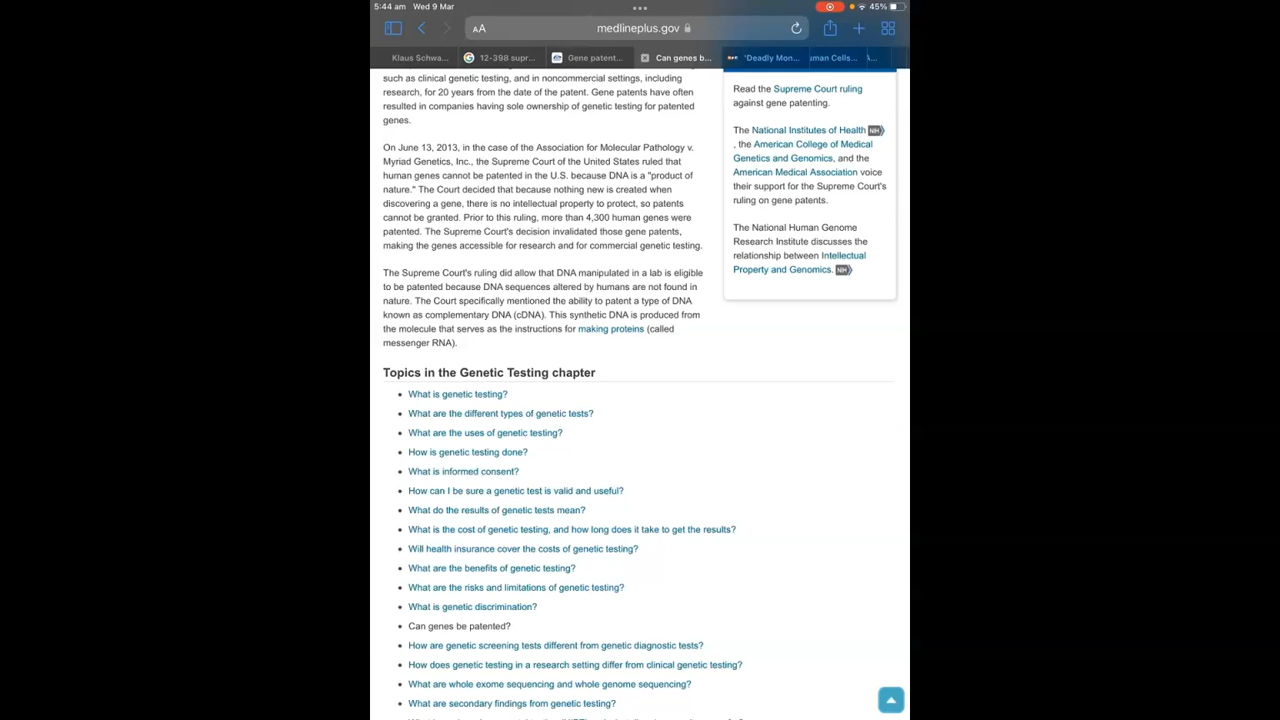 5:44 am Wed 9 Mar
45%
AA
medlineplus.gov
Klaus Schwa...
12-398 supr...
Gene patent...
Can genes b...
'Deadly Mon...
uman Cells...
such as clinical genetic testing, and in noncommercial settings, including
research, for 20 years from the date of the patent. Gene patents have often
resulted in companies having sole ownership of genetic testing for patented
genes.
On June 13, 2013, in the case of the Association for Molecular Pathology v.
Myriad Genetics, Inc., the Supreme Court of the United States ruled that
human genes cannot be patented in the U.S. because DNA is a "product of
nature." The Court decided that because nothing new is created when
discovering a gene, there is no intellectual property to protect, so patents
cannot be granted. Prior to this ruling, more than 4,300 human genes were
patented. The Supreme Court's decision invalidated those gene patents,
making the genes accessible for research and for commercial genetic testing.
The Supreme Court's ruling did allow that DNA manipulated in a lab is eligible
to be patented because DNA sequences altered by humans are not found in
nature. The Court specifically mentioned the ability to patent a type of DNA
known as complementary DNA (cDNA). This synthetic DNA is produced from
the molecule that serves as the instructions for making proteins (called
messenger RNA).
Read the Supreme Court ruling
against gene patenting.
The National Institutes of Health NIH
, the American College of Medical
Genetics and Genomics, and the
American Medical Association voice
their support for the Supreme Court's
ruling on gene patents.
The National Human Genome
Research Institute discusses the
relationship between Intellectual
Property and Genomics. NIH
Topics in the Genetic Testing chapter
• What is genetic testing?
• What are the different types of genetic tests?
• What are the uses of genetic testing?
• How is genetic testing done?
• What is informed consent?
• How can I be sure a genetic test is valid and useful?
• What do the results of genetic tests mean?
• What is the cost of genetic testing, and how long does it take to get the results?
• Will health insurance cover the costs of genetic testing?
• What are the benefits of genetic testing?
• What are the risks and limitations of genetic testing?
• What is genetic discrimination?
• Can genes be patented?
• How are genetic screening tests different from genetic diagnostic tests?
• How does genetic testing in a research setting differ from clinical genetic testing?
• What are whole exome sequencing and whole genome sequencing?
• What are secondary findings from genetic testing?